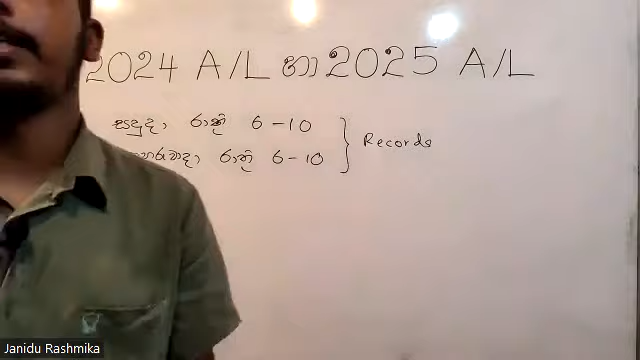 2024 A/L හා 2025 A/L
සඳුදා රාත්‍රි 6-10
රාත්‍රි 6-10
Records
Janidu Rashmika